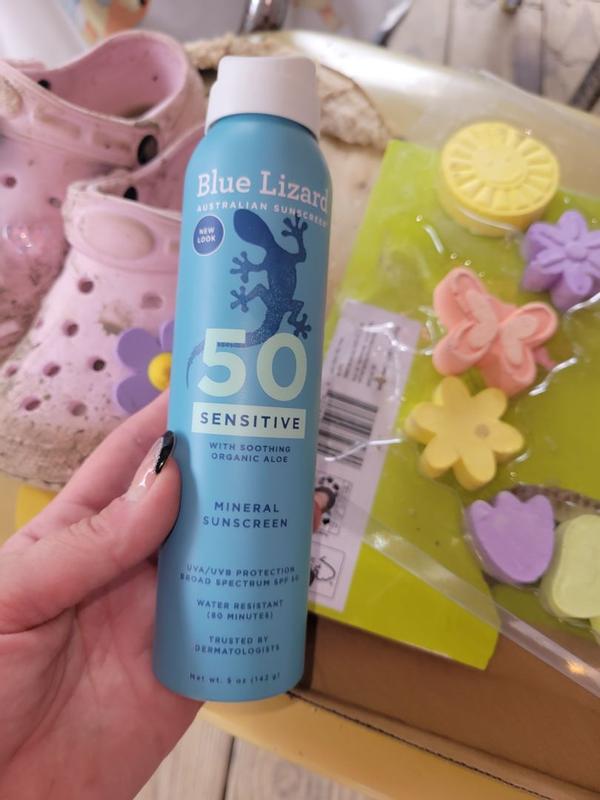 Blue Lizard
AUSTRALIAN SUNSCREEN
NEW
LOOK
50
SENSITIVE
WITH SOOTHING
ORGANIC ALOE
MINERAL
SUNSCREEN
UVA/UVB PROTECTION
BROAD SPECTRUM SPF 50
WATER RESISTANT
(80 MINUTES)
TRUSTED BY
DERMATOLOGISTS
Net wt. 5 oz (142 g)